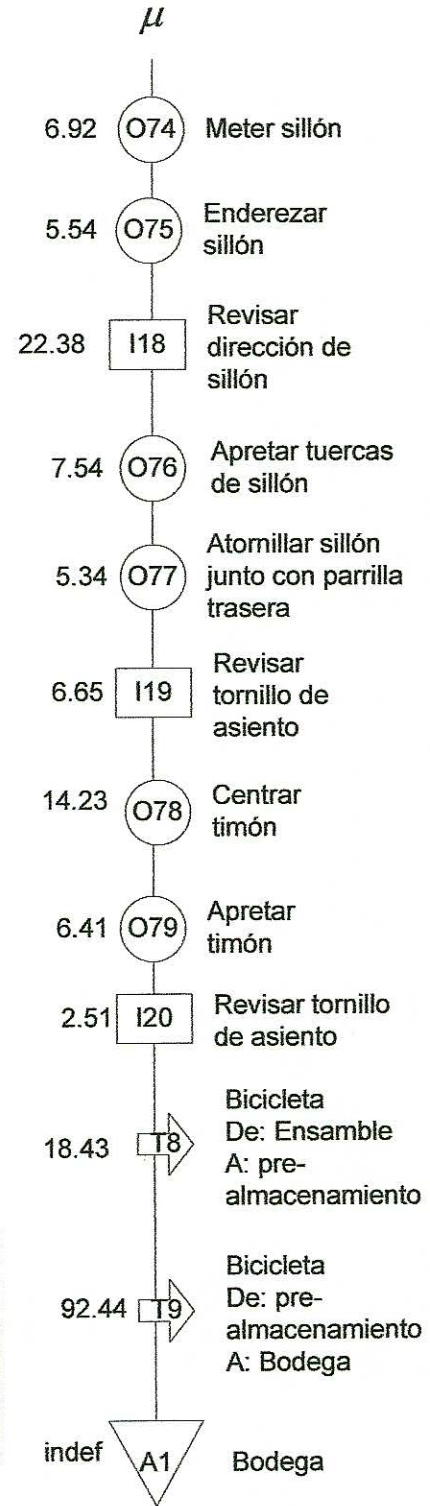 μ
6.92 O74 Meter sillón
5.54 O75 Enderezar
sillón
22.38 I18 Revisar
dirección de
sillón
7.54 O76 Apretar tuercas
de sillón
5.34 O77 Atornillar sillón
junto con parrilla
trasera
6.65 I19 Revisar
tornillo de
asiento
14.23 O78 Centrar
timón
6.41 O79 Apretar
timón
2.51 I20 Revisar tornillo
de asiento
18.43 T8 Bicicleta
De: Ensamble
A: pre-
almacenamiento
92.44 T9 Bicicleta
De: pre-
almacenamiento
A: Bodega
indef A1 Bodega